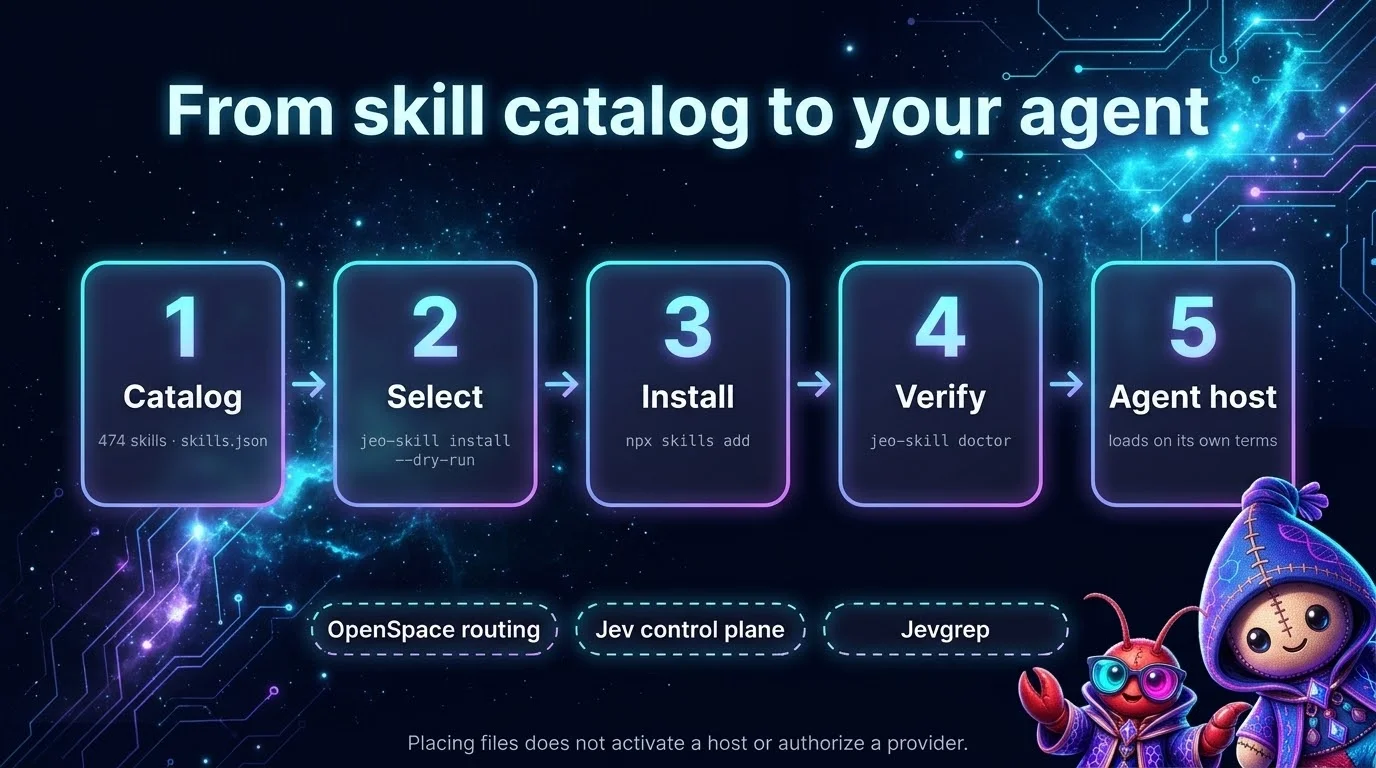 From skill catalog to your agent
1
Catalog
474 skills · skills.json
2
Select
jeo-skill install
--dry-run
3
Install
npx skills add
4
Verify
jeo-skill doctor
5
Agent host
loads on its own terms
OpenSpace routing
Jev control plane
Jevgrep
Placing files does not activate a host or authorize a provider.